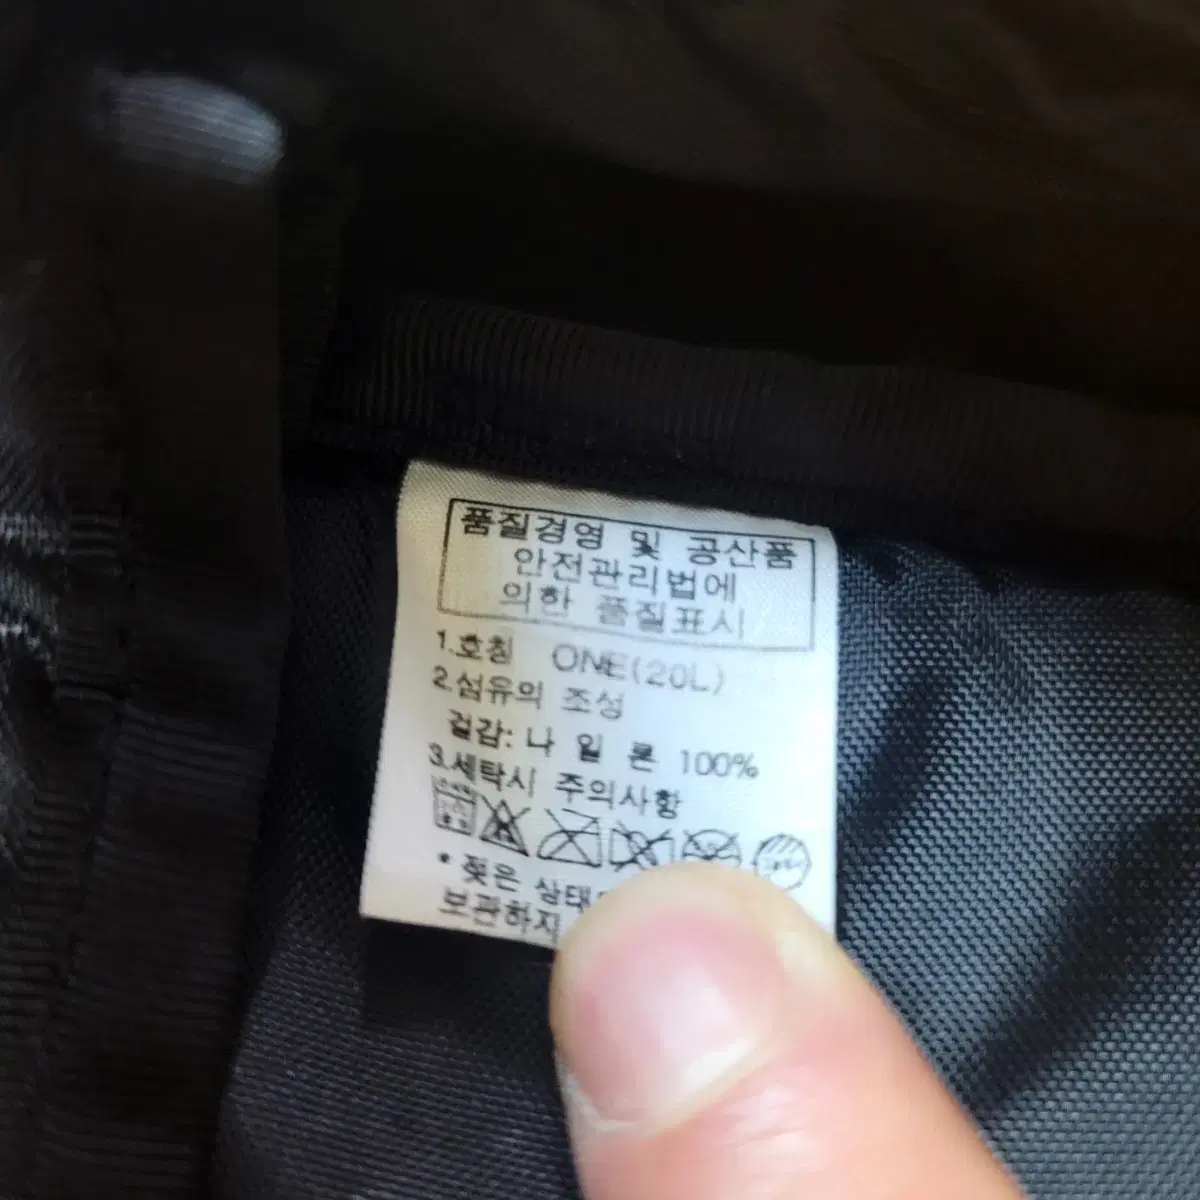 품질경영 및 공산품
안전관리법에
의한 품질표시
1.호칭 ONE(20L)
2.섬유의 조성
겉감: 나 일 론 100%
3.세탁시 주의사항
* 젖은 상태
보관하지